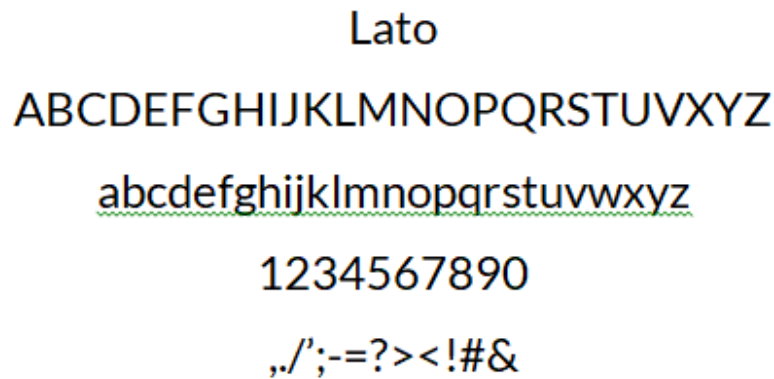 Lato
ABCDEFGHIJKLMNOPQRSTUVXYZ
abcdefghijklmnopqrstuvwxyz
1234567890
,./’;-=?><!#&